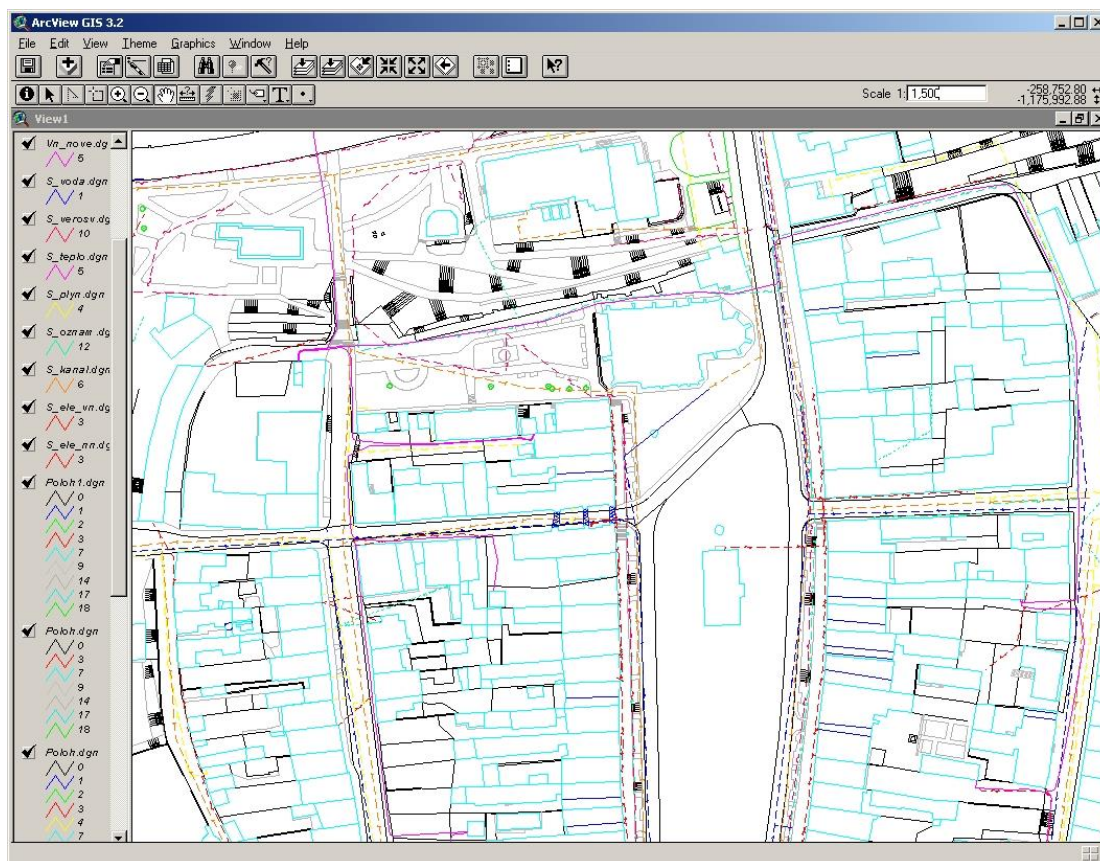 ArcView GIS 3.2
File Edit View Theme Graphics Window Help
Scale 1: 1,500
-258,752.80
-1,175,992.88
View1
Vn_nove.dg
5
S_voda.dgn
1
S_verosv.dg
10
S_teplo.dgn
5
S_plyn.dgn
4
S_oznam.dg
12
S_kanal.dgn
6
S_ele_vn.dg
3
S_ele_nn.dg
3
Poloh1.dgn
0
1
2
3
7
9
14
17
18
Poloh.dgn
0
3
7
9
14
17
18
Poloh.dgn
0
1
2
3
4
7